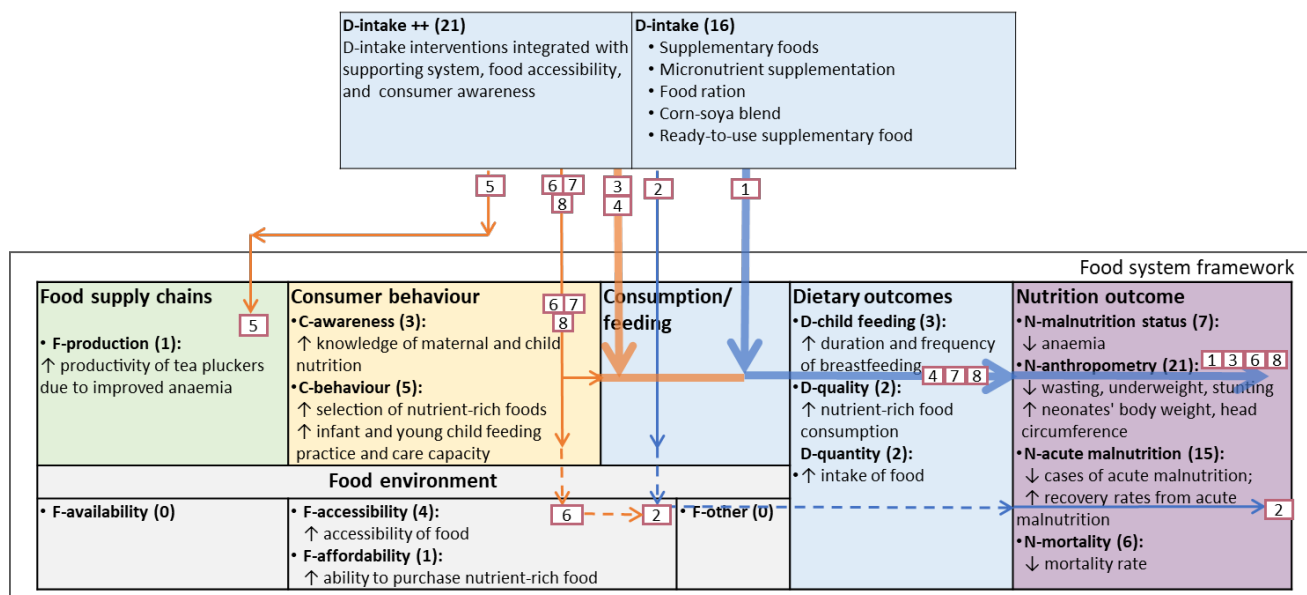 D-intake ++ (21)
D-intake interventions integrated with
supporting system, food accessibility,
and consumer awareness
D-intake (16)
• Supplementary foods
• Micronutrient supplementation
• Food ration
• Corn-soya blend
• Ready-to-use supplementary food
5
6 7
8
3
4
2
1
Food system framework
Food supply chains
5
• F-production (1):
↑ productivity of tea pluckers
due to improved anaemia
Consumer behaviour
6 7
8
•C-awareness (3):
↑ knowledge of maternal and child
nutrition
•C-behaviour (5):
↑ selection of nutrient-rich foods
↑ infant and young child feeding
practice and care capacity
Consumption/
feeding
Dietary outcomes
•D-child feeding (3):
↑ duration and frequency
of breastfeeding
4 7 8
•D-quality (2):
↑ nutrient-rich food
consumption
D-quantity (2):
•↑ intake of food
Nutrition outcome
•N-malnutrition status (7):
↓ anaemia
•N-anthropometry (21):
1 3 6 8
↓ wasting, underweight, stunting
↑ neonates' body weight, head
circumference
•N-acute malnutrition (15):
↓ cases of acute malnutrition;
↑ recovery rates from acute
malnutrition
2
•N-mortality (6):
↓ mortality rate
Food environment
• F-availability (0)
• F-accessibility (4)
↑ accessibility of food
• F-affordability (1)
↑ ability to purchase nutrient-rich food
6
2
• F-other (0)